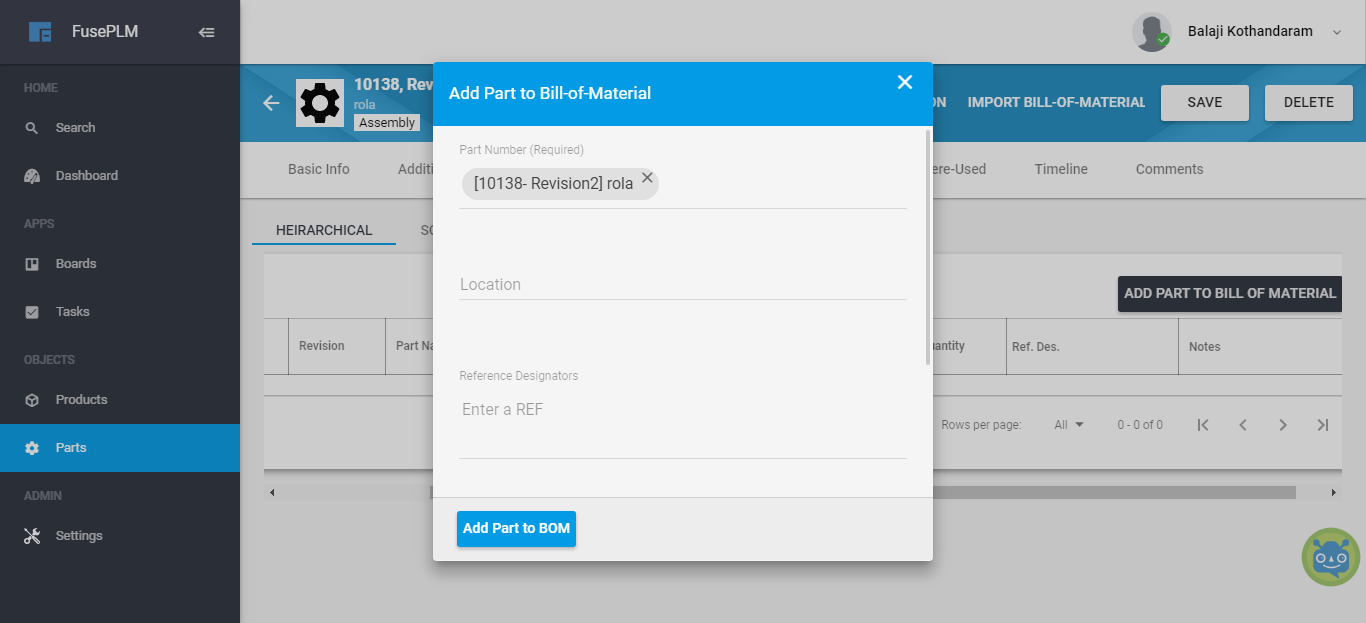 FusePLM
HOME
Search
Dashboard
APPS
Boards
Tasks
OBJECTS
Products
Parts
ADMIN
Settings
Balaji Kothandaram
10138, Rev
rola
Assembly
ON
IMPORT BILL-OF-MATERIAL
SAVE
DELETE
Basic Info
Additi
ere-Used
Timeline
Comments
HEIRARCHICAL
SC
ADD PART TO BILL OF MATERIAL
Revision
Part Na
uantity
Ref. Des.
Notes
Rows per page:
All
0 - 0 of 0
Add Part to Bill-of-Material
Part Number (Required)
[10138- Revision2] rola
Location
Reference Designators
Enter a REF
Add Part to BOM